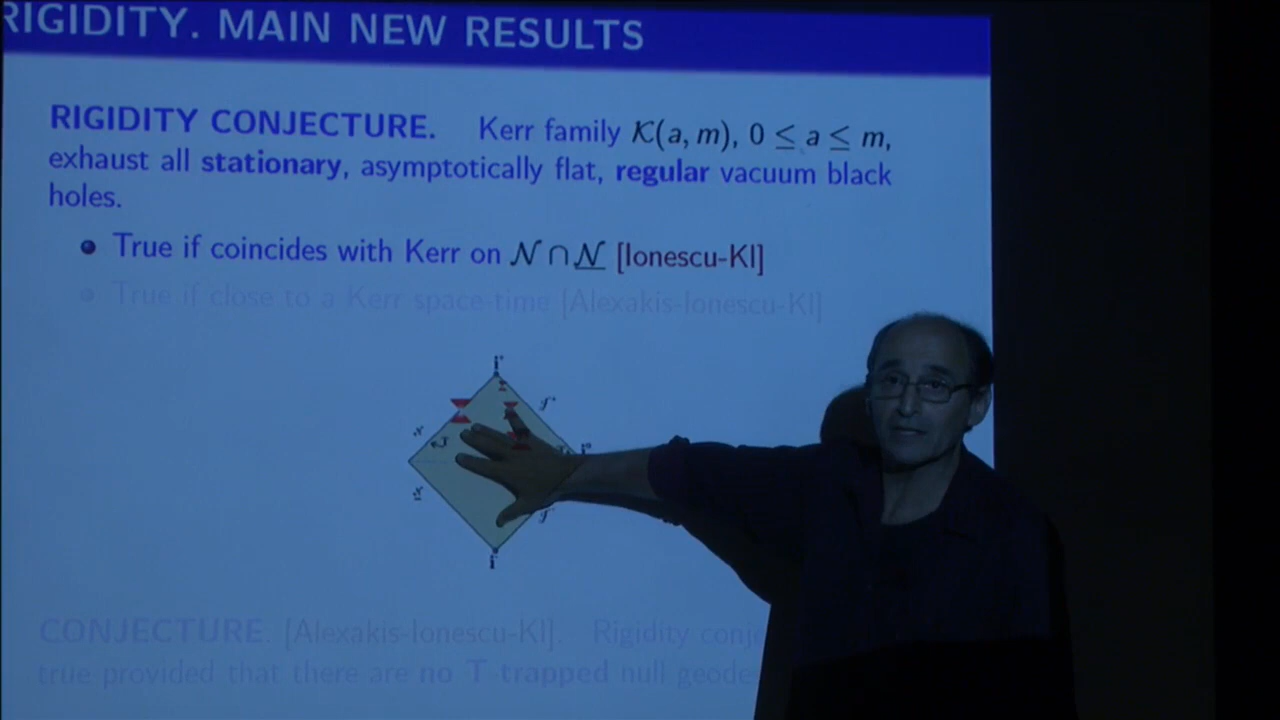 RIGIDITY. MAIN NEW RESULTS
RIGIDITY CONJECTURE. Kerr family 𝒦(a, m), 0 ≤ a ≤ m,
exhaust all stationary, asymptotically flat, regular vacuum black
holes.
True if coincides with Kerr on 𝒩 ∩ 𝒩̲ [Ionescu-Kl]
True if close to a Kerr space-time [Alexakis-Ionescu-Kl]
CONJECTURE. [Alexakis-Ionescu-Kl]. Rigidity conje
true provided that there are no T trapped null geode